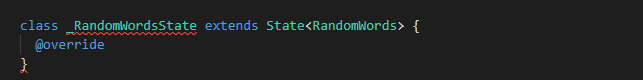 class _RandomWordsState extends State<RandomWords> {
  @override
}